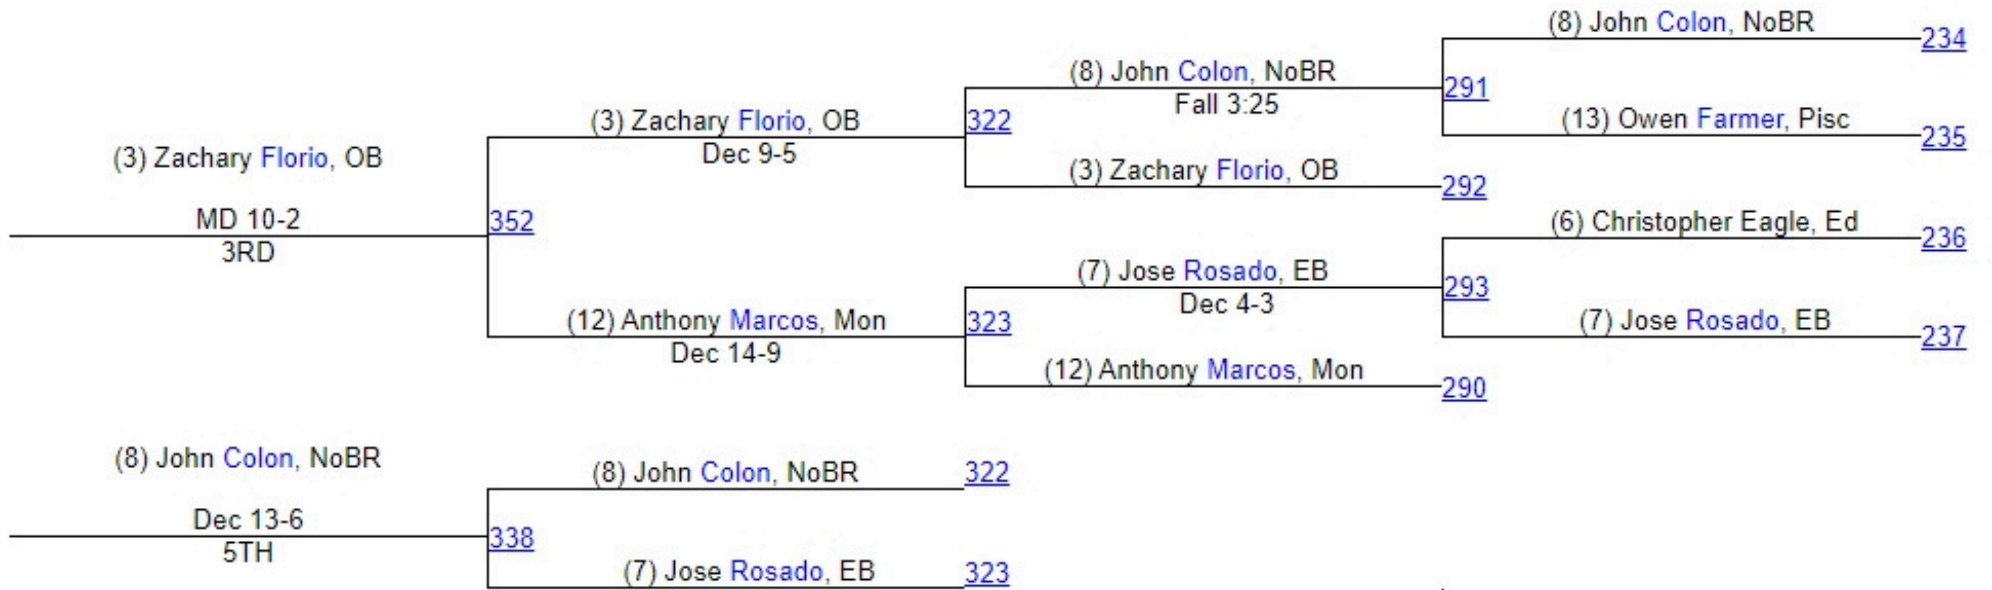 (8) John Colon, NoBR
234
(8) John Colon, NoBR
291
Fall 3:25
(3) Zachary Florio, OB
322
(13) Owen Farmer, Pisc
235
Dec 9-5
(3) Zachary Florio, OB
(3) Zachary Florio, OB
292
MD 10-2
352
(6) Christopher Eagle, Ed
236
3RD
(7) Jose Rosado, EB
293
Dec 4-3
(12) Anthony Marcos, Mon
323
(7) Jose Rosado, EB
237
Dec 14-9
(12) Anthony Marcos, Mon
290
(8) John Colon, NoBR
(8) John Colon, NoBR
322
Dec 13-6
338
5TH
(7) Jose Rosado, EB
323